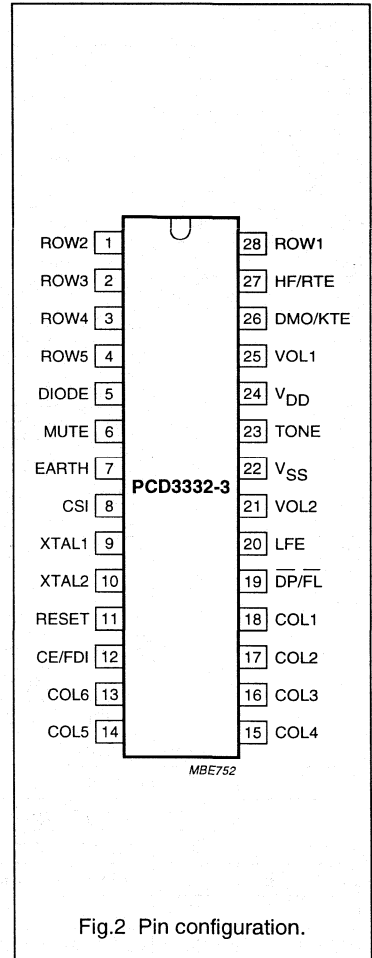 ROW2 1 28 ROW1
ROW3 2 27 HF/RTE
ROW4 3 26 DMO/KTE
ROW5 4 25 VOL1
DIODE 5 24 VDD
MUTE 6 23 TONE
EARTH 7 22 VSS
PCD3332-3
CSI 8 21 VOL2
XTAL1 9 20 LFE
XTAL2 10 19 D̅P̅/F̅L̅
RESET 11 18 COL1
CE/FDI 12 17 COL2
COL6 13 16 COL3
COL5 14 15 COL4
MBE752
Fig.2 Pin configuration.